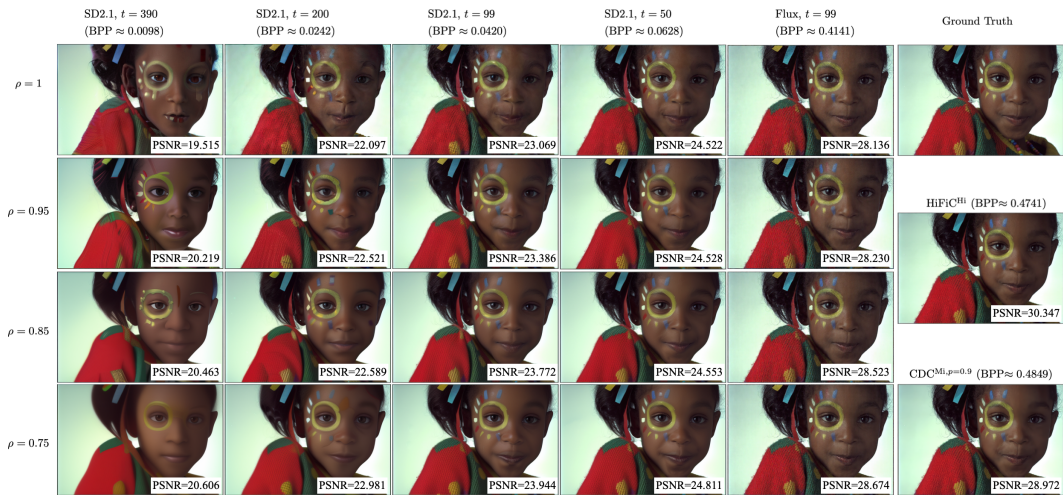 SD2.1, t = 390
(BPP ≈ 0.0098)
SD2.1, t = 200
(BPP ≈ 0.0242)
SD2.1, t = 99
(BPP ≈ 0.0420)
SD2.1, t = 50
(BPP ≈ 0.0628)
Flux, t = 99
(BPP ≈ 0.4141)
Ground Truth
ρ = 1
PSNR=19.515
PSNR=22.097
PSNR=23.069
PSNR=24.522
PSNR=28.136
ρ = 0.95
PSNR=20.219
PSNR=22.521
PSNR=23.386
PSNR=24.528
PSNR=28.230
HiFiC^Hi (BPP≈ 0.4741)
PSNR=30.347
ρ = 0.85
PSNR=20.463
PSNR=22.589
PSNR=23.772
PSNR=24.553
PSNR=28.523
CDC^Mi,ρ=0.9 (BPP≈ 0.4849)
ρ = 0.75
PSNR=20.606
PSNR=22.981
PSNR=23.944
PSNR=24.811
PSNR=28.674
PSNR=28.972